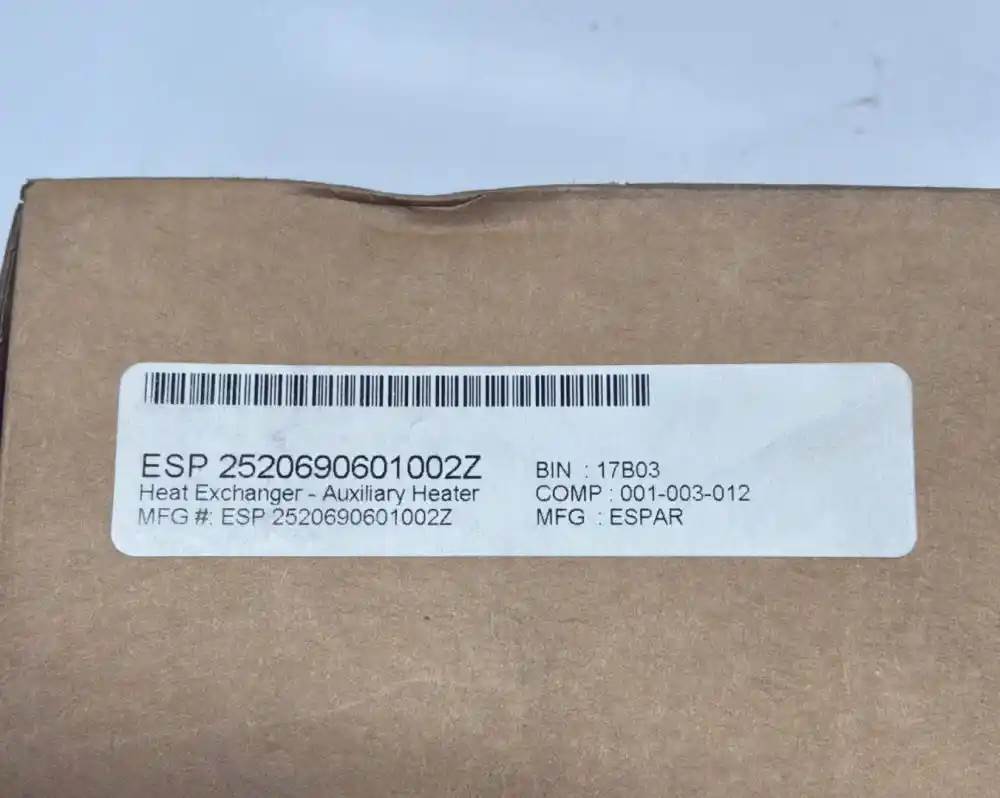 ESP 2520690601002Z
Heat Exchanger - Auxiliary Heater
MFG #: ESP 2520690601002Z
BIN : 17B03
COMP : 001-003-012
MFG : ESPAR